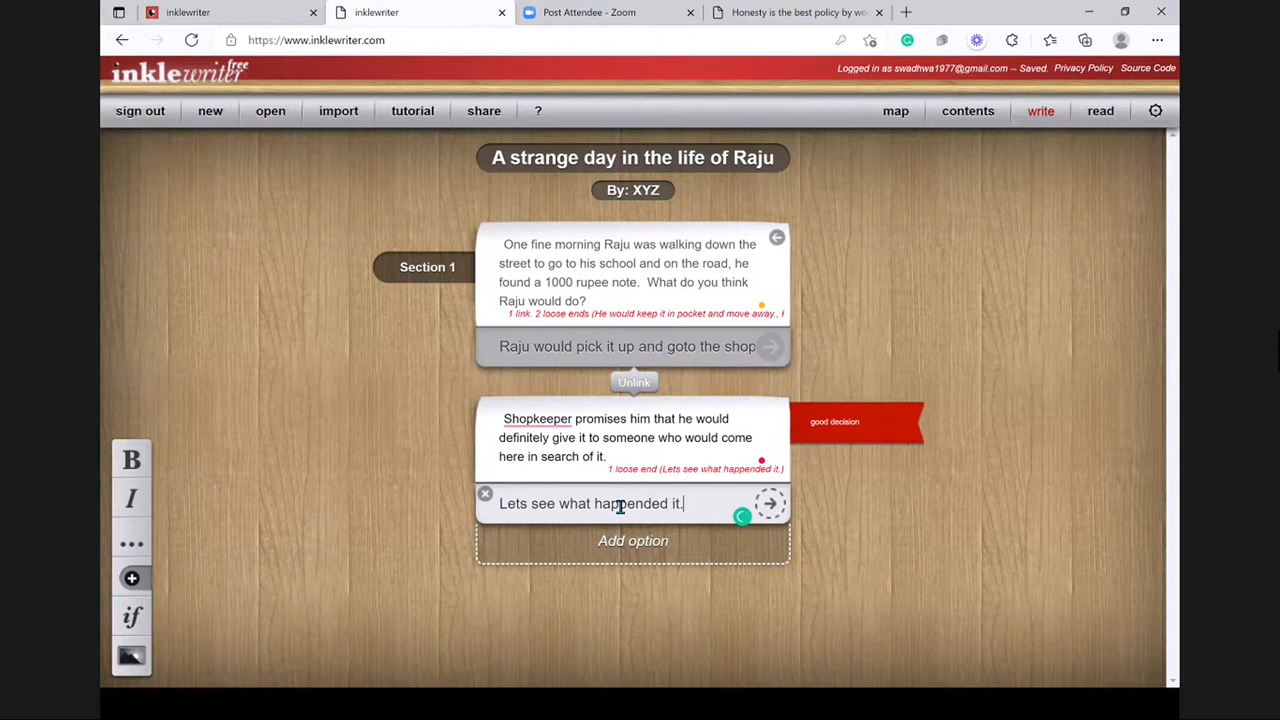 inklewriter
inklewriter
Post Attendee - Zoom
Honesty is the best policy by wo
https://www.inklewriter.com
inklewriter free
Logged in as swadhwa1977@gmail.com -- Saved. Privacy Policy Source Code
sign out new open import tutorial share ? map contents write read
A strange day in the life of Raju
By: XYZ
Section 1
One fine morning Raju was walking down the
street to go to his school and on the road, he
found a 1000 rupee note. What do you think
Raju would do?
1 link. 2 loose ends (He would keep it in pocket and move away.,
Raju would pick it up and goto the shop
Unlink
Shopkeeper promises him that he would
definitely give it to someone who would come
here in search of it.
good decision
1 loose end (Lets see what happended it.)
Lets see what happended it.
Add option
B
I
...
if